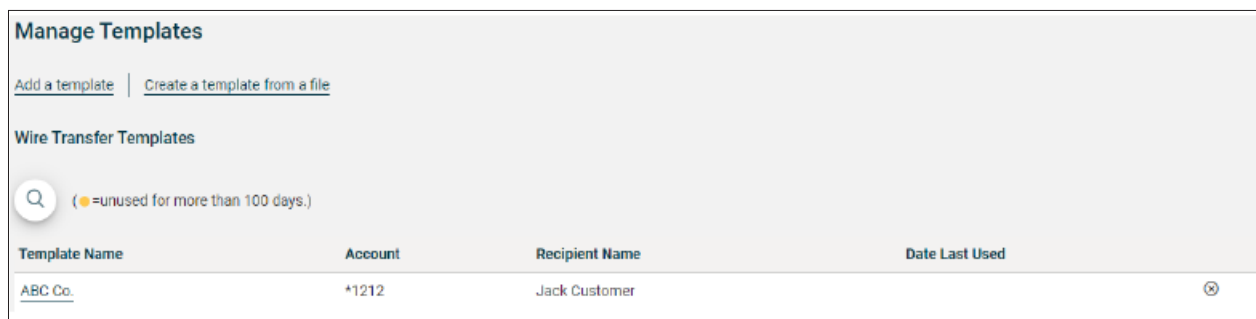 Manage Templates
Add a template | Create a template from a file
Wire Transfer Templates
( =unused for more than 100 days.)
Template Name Account Recipient Name Date Last Used
ABC Co. *1212 Jack Customer